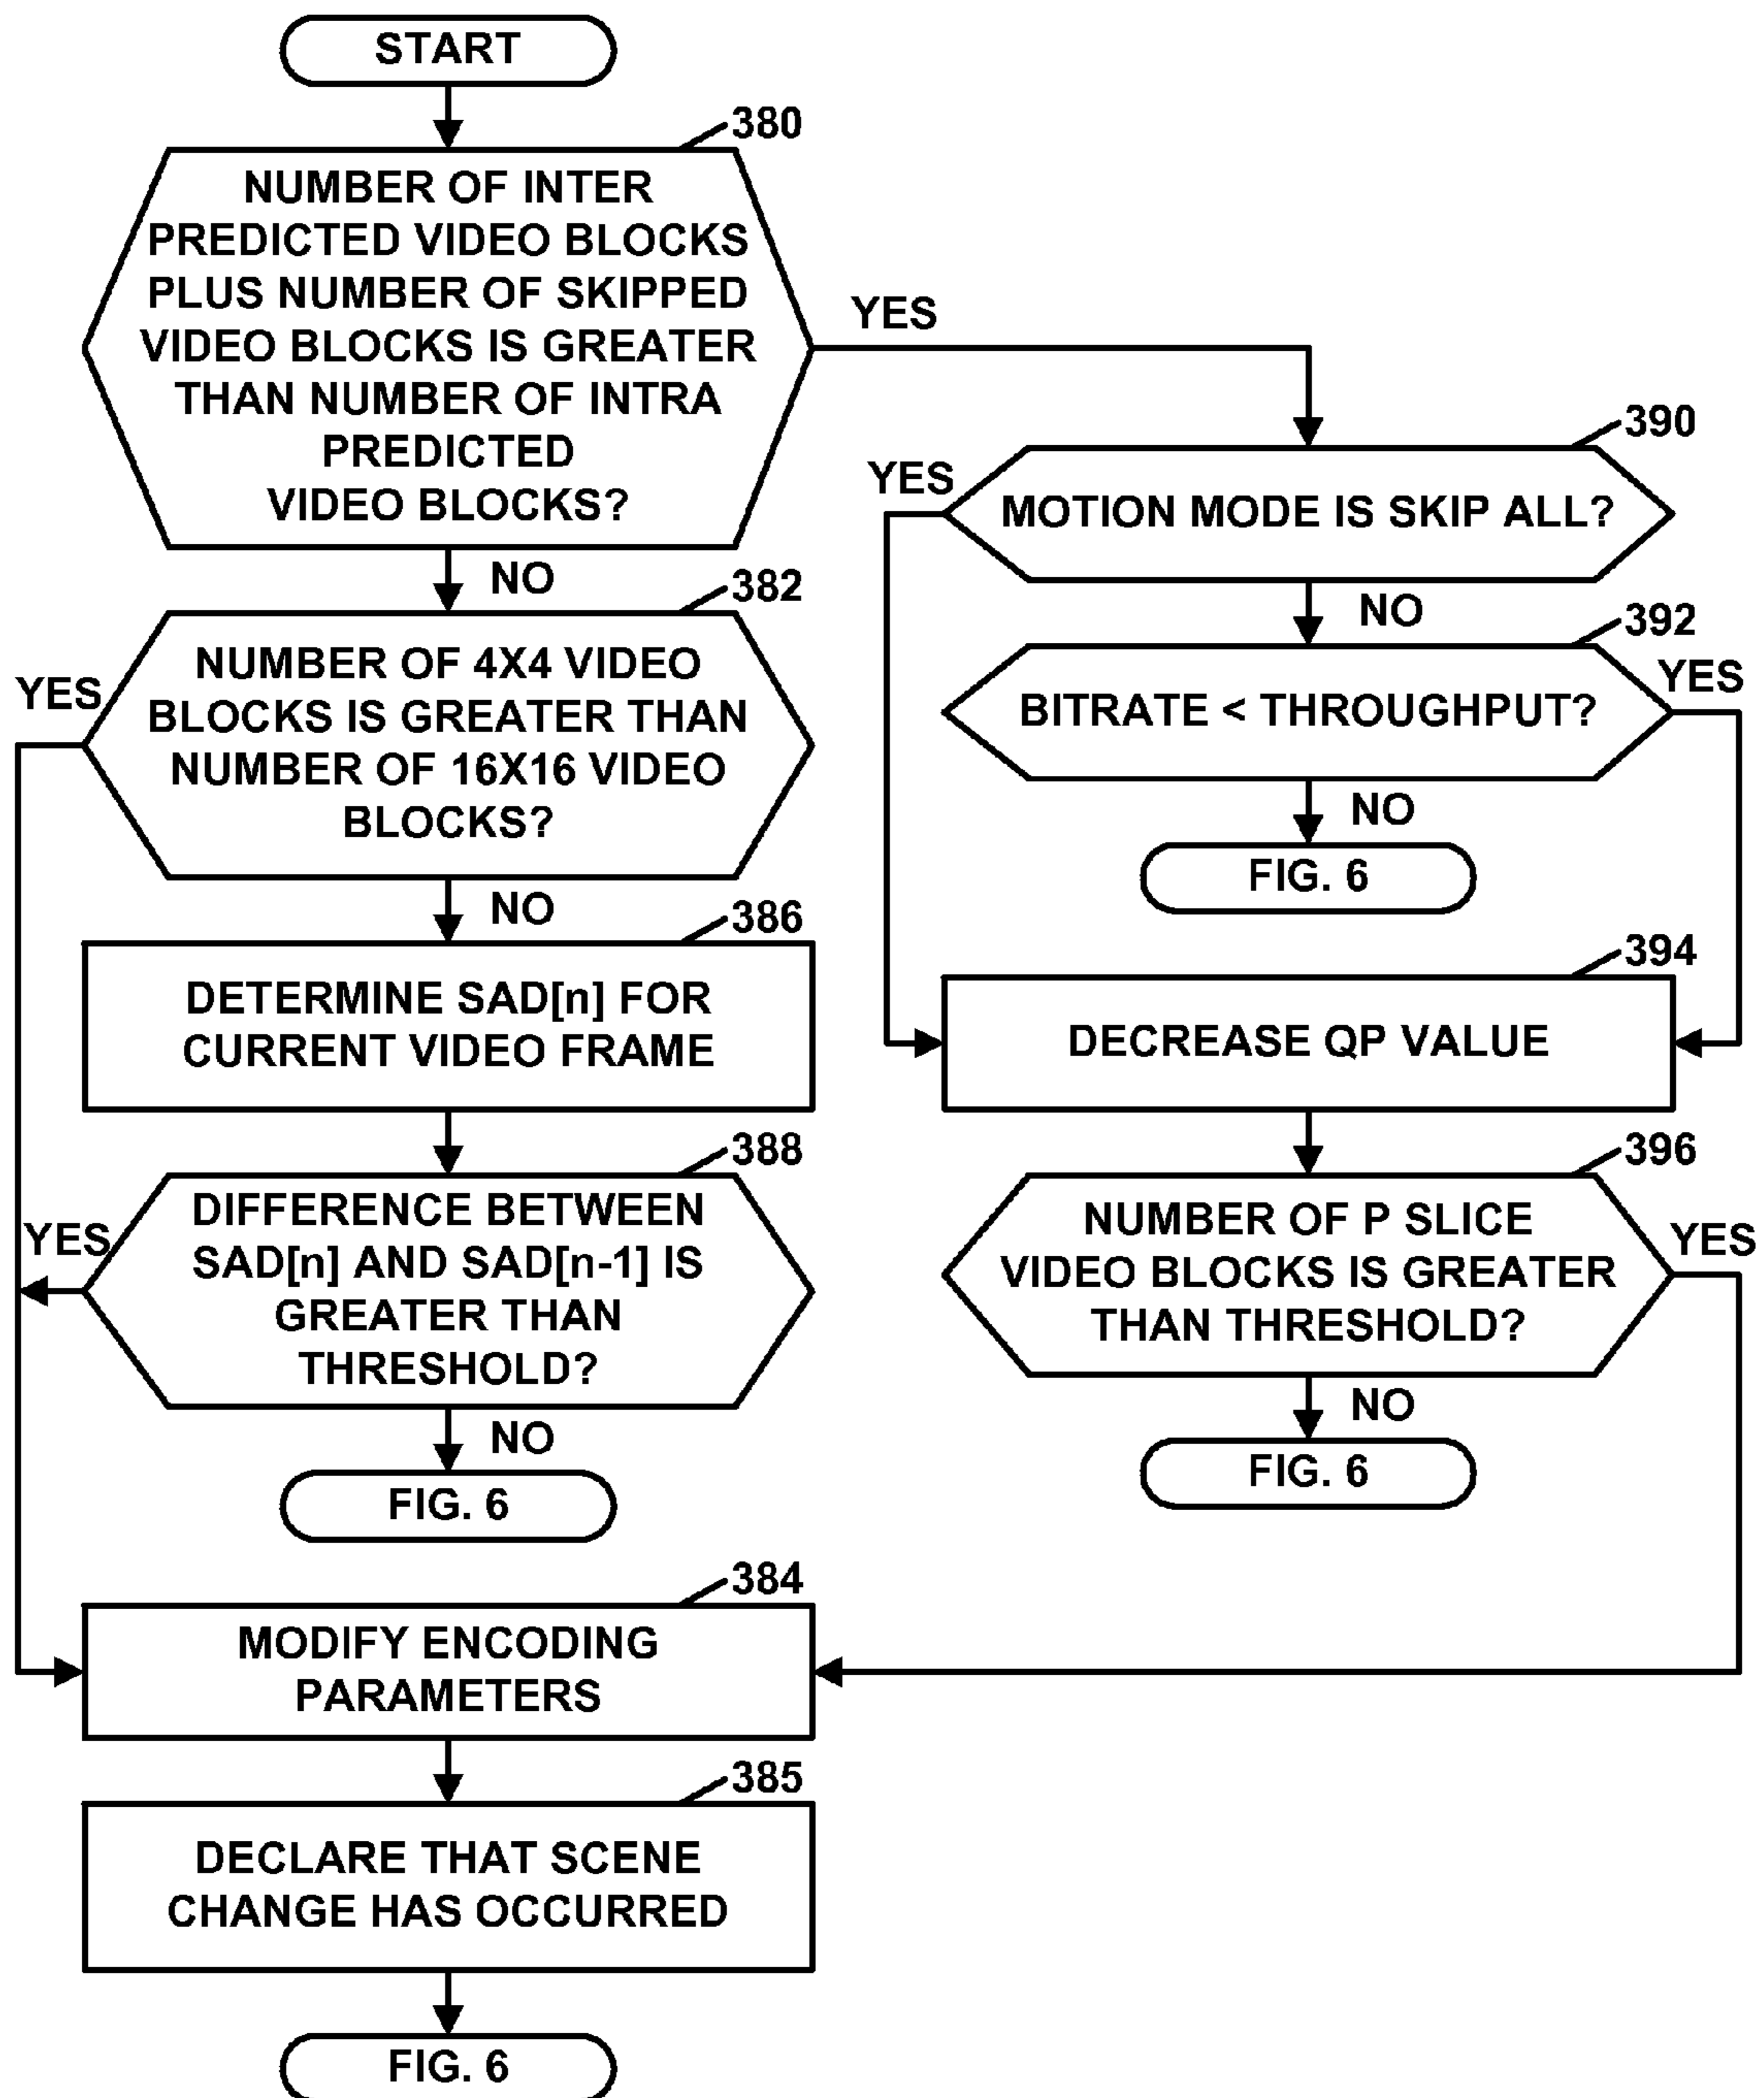 START
380
NUMBER OF INTER
PREDICTED VIDEO BLOCKS
PLUS NUMBER OF SKIPPED
VIDEO BLOCKS IS GREATER
THAN NUMBER OF INTRA
PREDICTED
VIDEO BLOCKS?
YES
NO
382
NUMBER OF 4X4 VIDEO
BLOCKS IS GREATER THAN
NUMBER OF 16X16 VIDEO
BLOCKS?
YES
NO
386
DETERMINE SAD[n] FOR
CURRENT VIDEO FRAME
388
DIFFERENCE BETWEEN
SAD[n] AND SAD[n-1] IS
GREATER THAN
THRESHOLD?
YES
NO
FIG. 6
384
MODIFY ENCODING
PARAMETERS
385
DECLARE THAT SCENE
CHANGE HAS OCCURRED
FIG. 6
390
MOTION MODE IS SKIP ALL?
YES
NO
392
BITRATE < THROUGHPUT?
YES
NO
FIG. 6
394
DECREASE QP VALUE
396
NUMBER OF P SLICE
VIDEO BLOCKS IS GREATER
THAN THRESHOLD?
YES
NO
FIG. 6